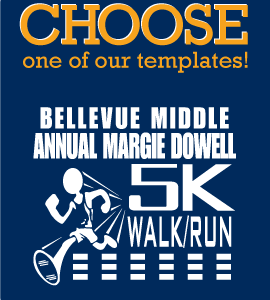 CHOOSE
one of our templates!
BELLEVUE MIDDLE
ANNUAL MARGIE DOWELL
5K
WALK/RUN